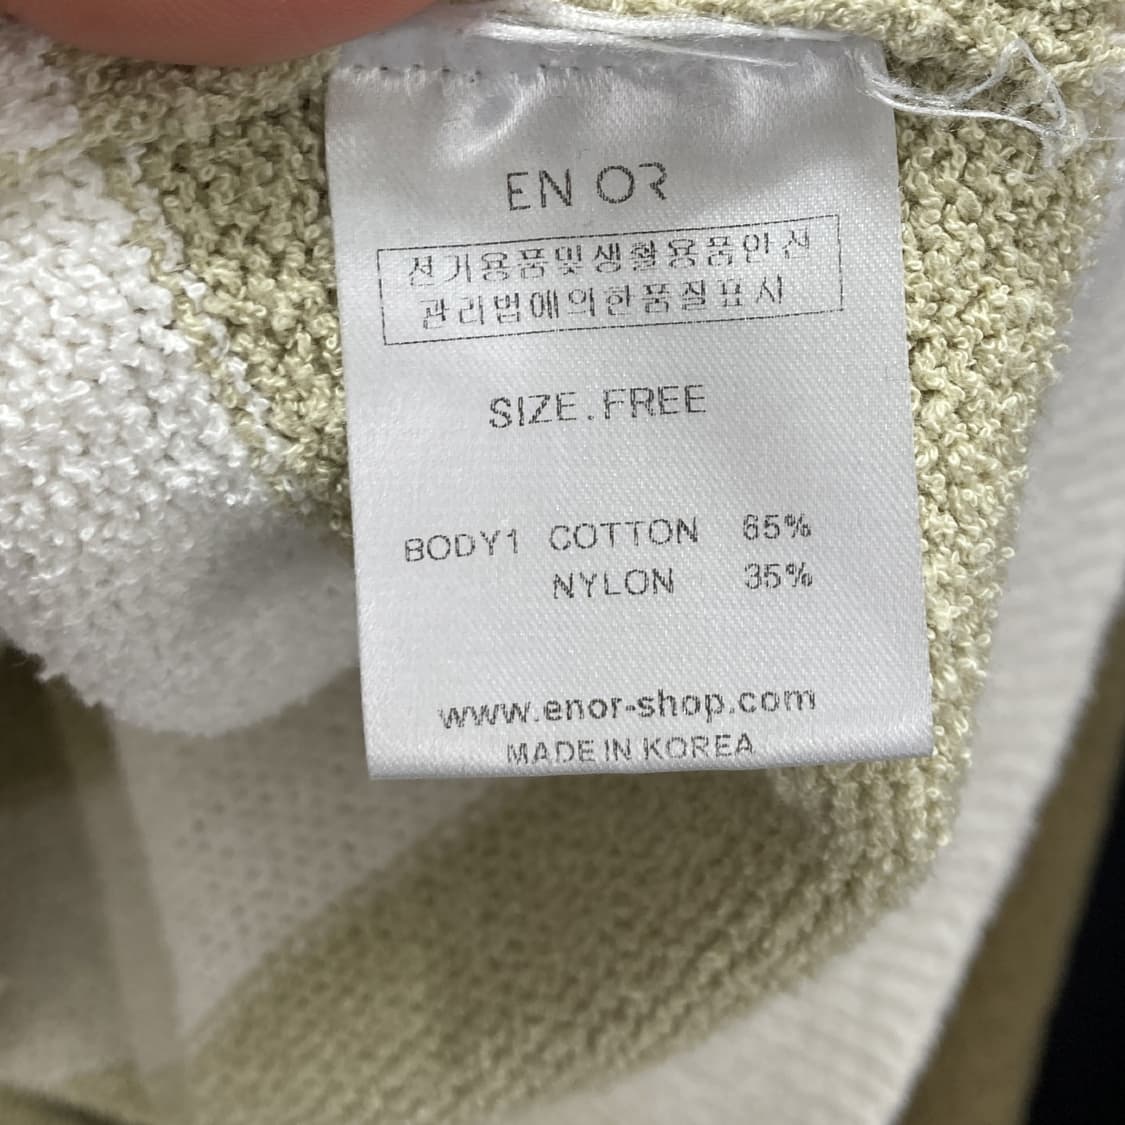 EN OR
전기용품및생활용품안전
관리법에의한품질표시
SIZE.FREE
BODY1 COTTON 65%
NYLON 35%
www.enor-shop.com
MADE IN KOREA